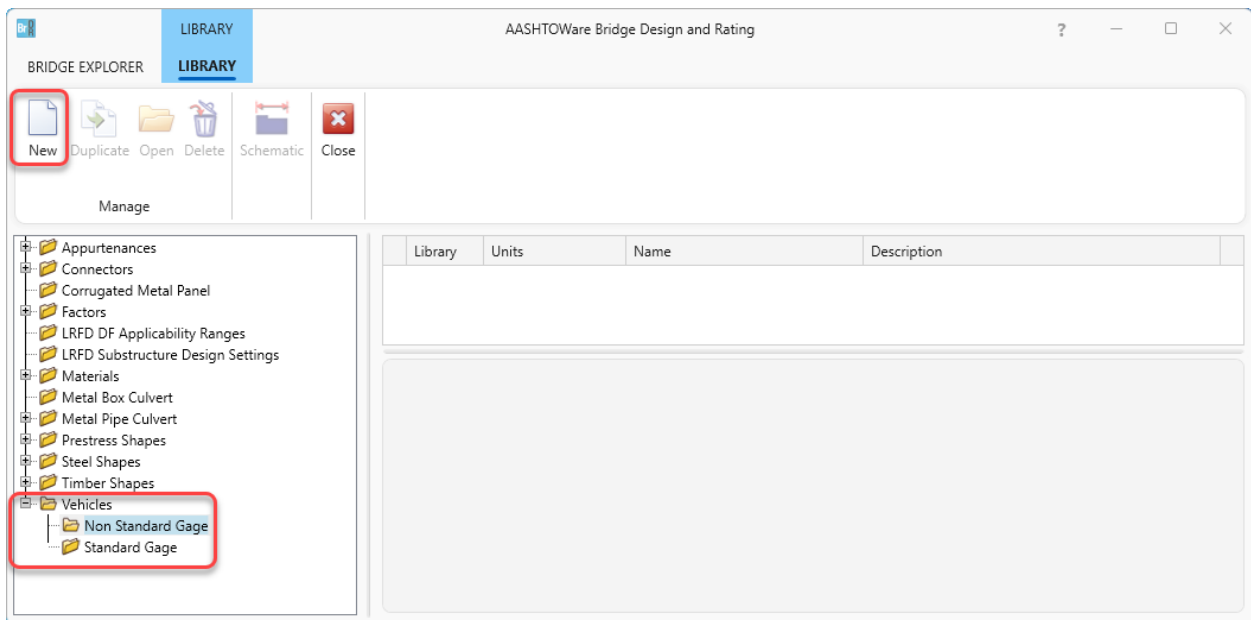 Br DR LIBRARY AASHTOWare Bridge Design and Rating ?
BRIDGE EXPLORER LIBRARY
New Duplicate Open Delete Schematic Close
Manage
Appurtenances
Connectors
Corrugated Metal Panel
Factors
LRFD DF Applicability Ranges
LRFD Substructure Design Settings
Materials
Metal Box Culvert
Metal Pipe Culvert
Prestress Shapes
Steel Shapes
Timber Shapes
Vehicles
Non Standard Gage
Standard Gage
Library Units Name Description